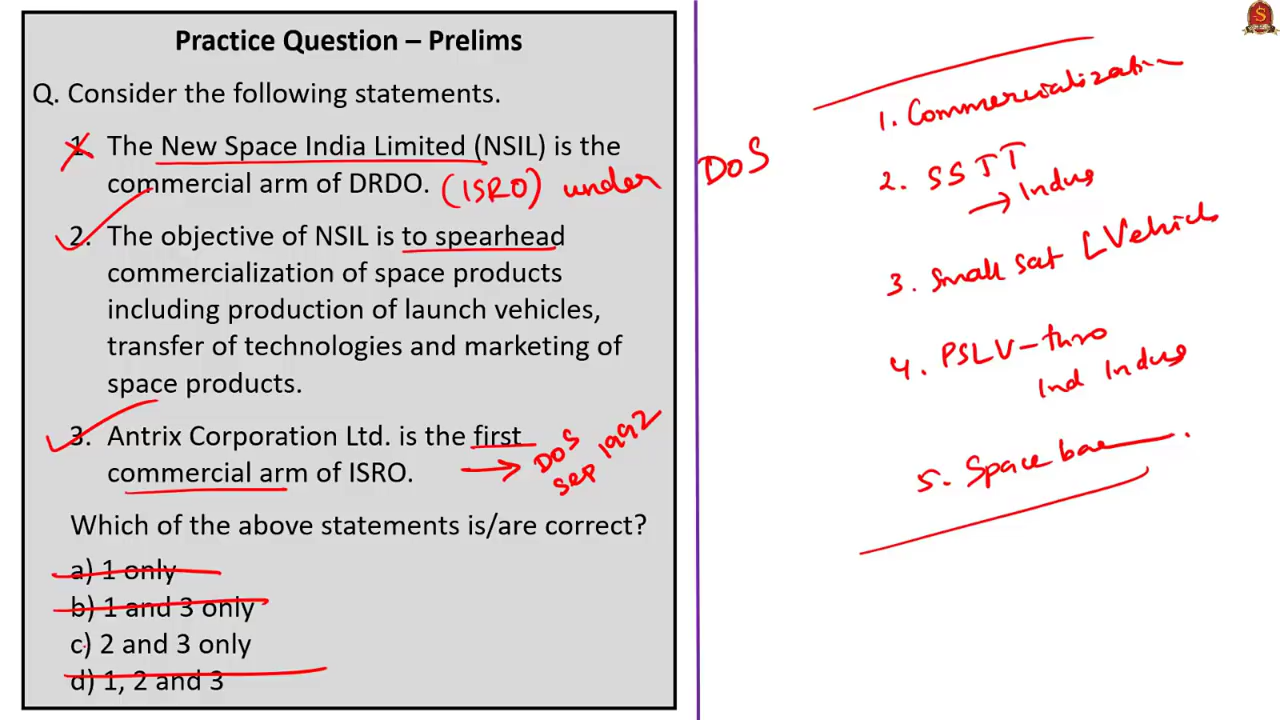 Practice Question – Prelims
Q. Consider the following statements.
1. The New Space India Limited (NSIL) is the
commercial arm of DRDO. (ISRO) under DoS
2. The objective of NSIL is to spearhead
commercialization of space products
including production of launch vehicles,
transfer of technologies and marketing of
space products.
3. Antrix Corporation Ltd. is the first
commercial arm of ISRO. → DOS
Sep 1992
Which of the above statements is/are correct?
a) 1 only
b) 1 and 3 only
c) 2 and 3 only
d) 1, 2 and 3
1. Commercialization
2. SSTT
→ Indus
3. Small Sat LVehicle
4. PSLV – thro
Ind Indus
5. Space bae
S